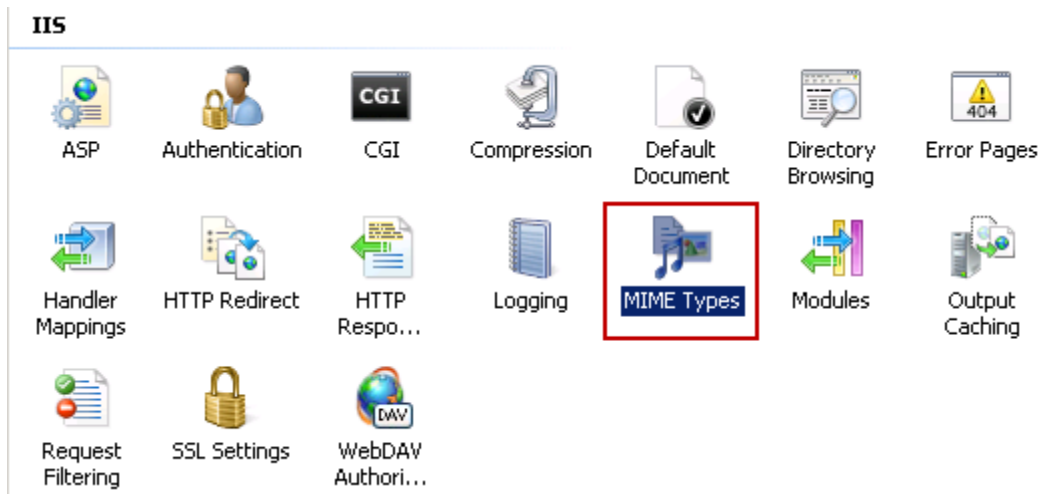 IIS
CGI
404
ASP
Authentication
CGI
Compression
Default
Document
Directory
Browsing
Error Pages
Handler
Mappings
HTTP Redirect
HTTP
Respo...
Logging
MIME Types
Modules
Output
Caching
DAV
Request
Filtering
SSL Settings
WebDAV
Authori...